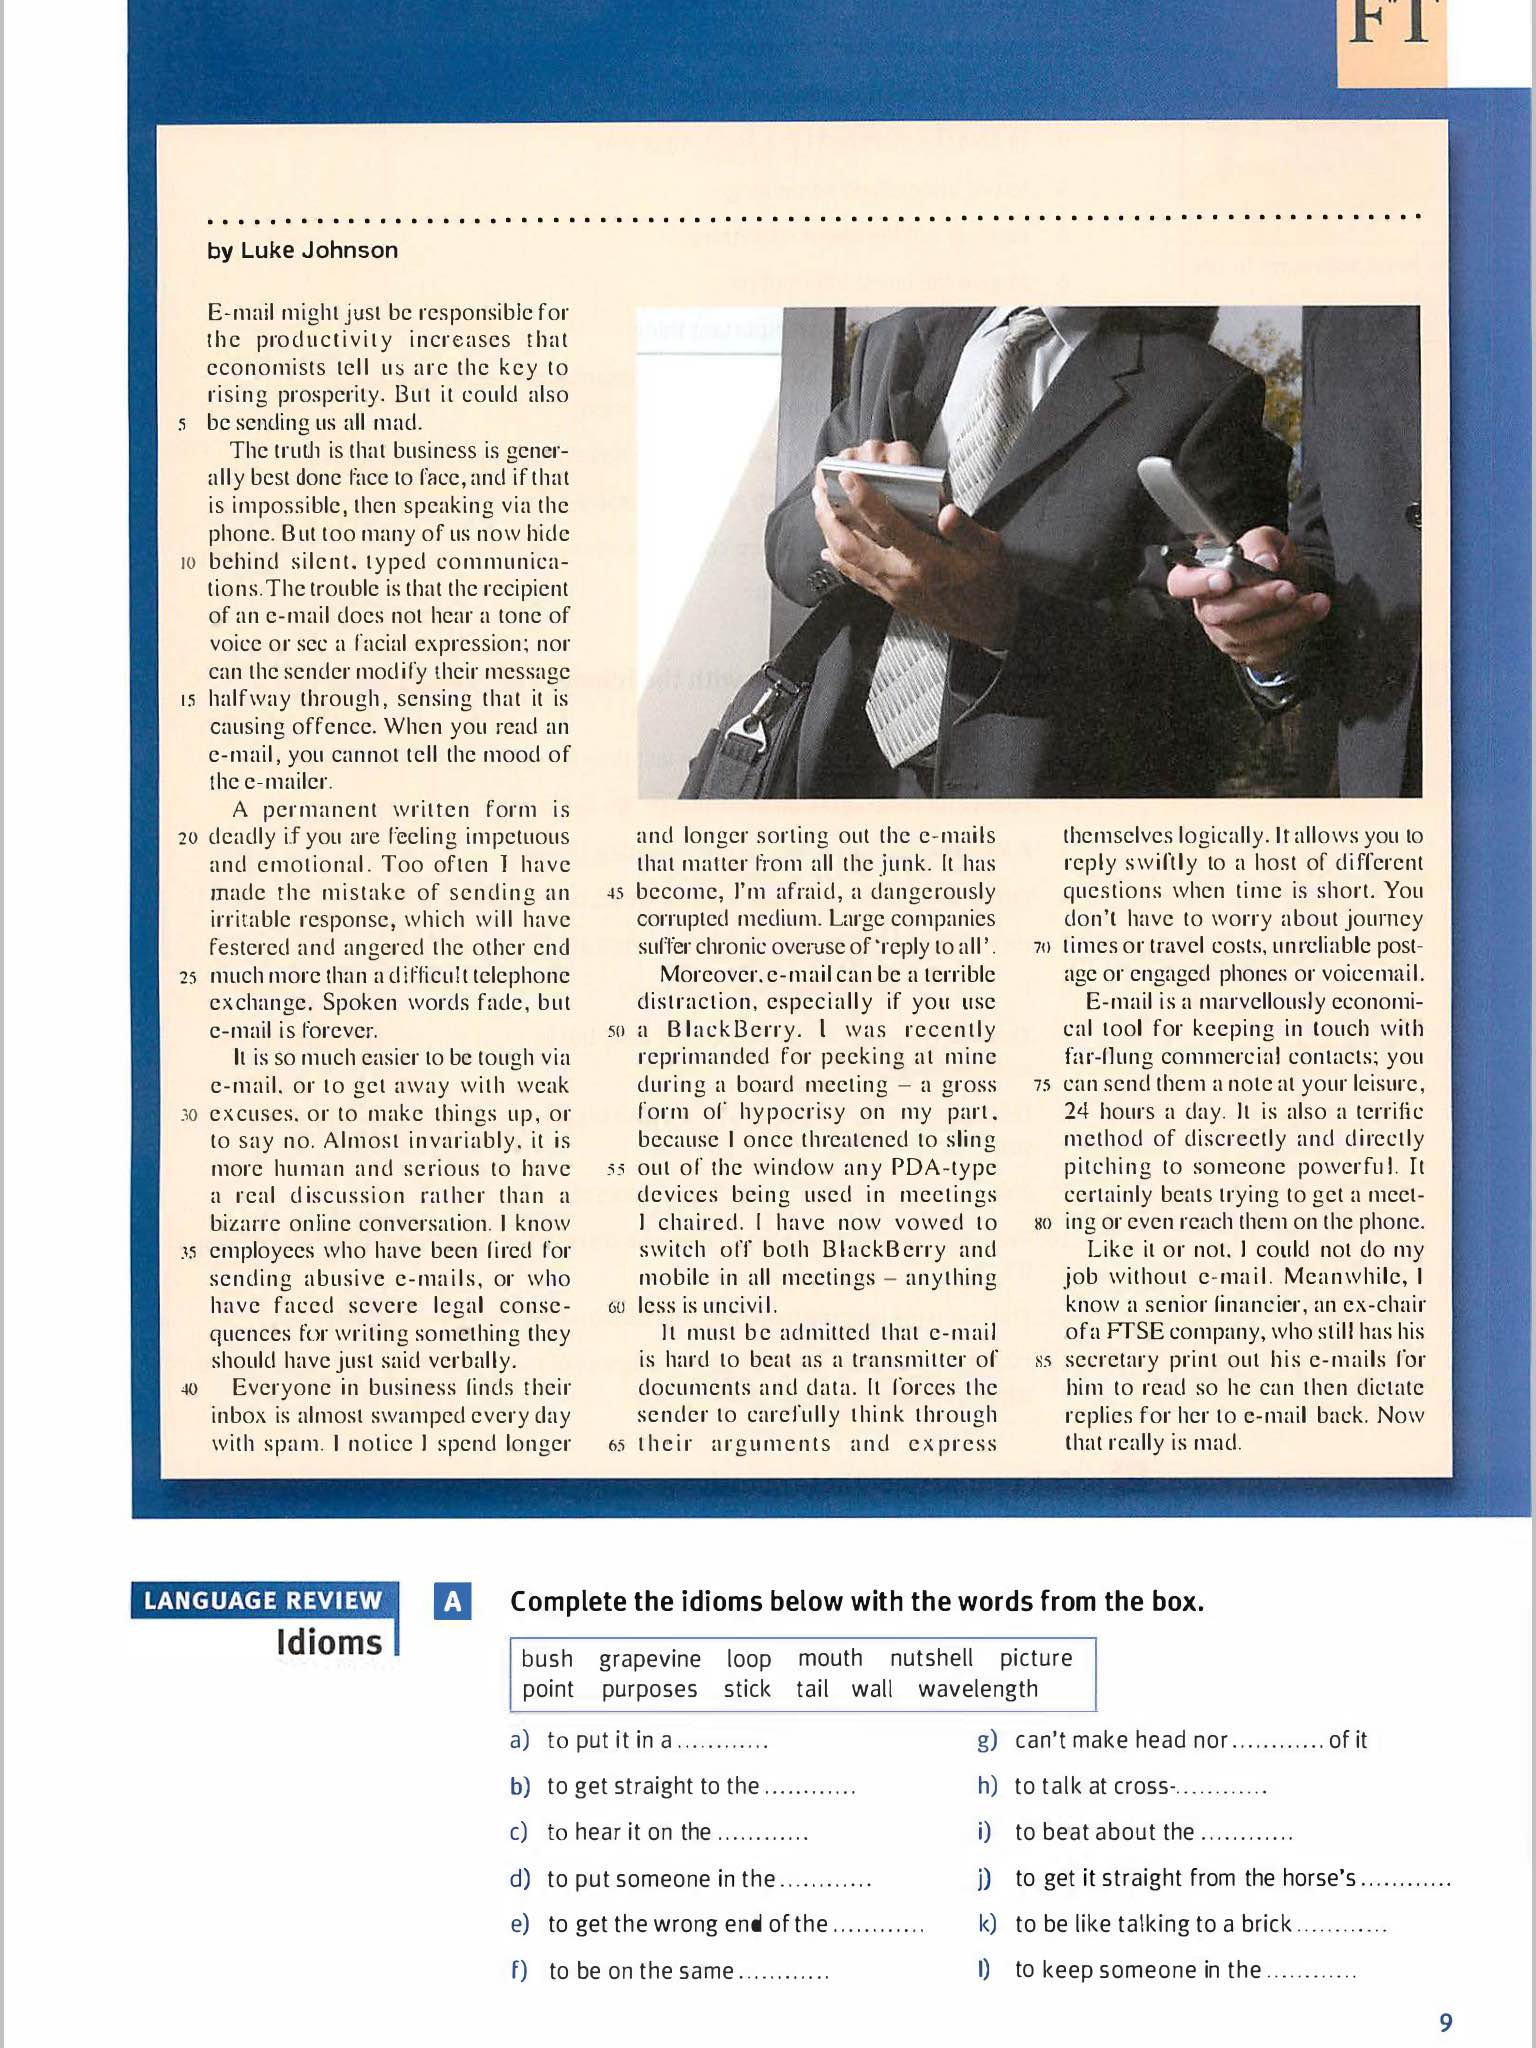 FT
by Luke Johnson
E-mail might just be responsible for
the productivity increases that
economists tell us are the key to
rising prosperity. But it could also
5 be sending us all mad.
The truth is that business is gener-
ally best done face to face, and if that
is impossible, then speaking via the
phone. But too many of us now hide
10 behind silent, typed communica-
tions. The trouble is that the recipient
of an e-mail does not hear a tone of
voice or see a facial expression; nor
can the sender modify their message
15 halfway through, sensing that it is
causing offence. When you read an
e-mail, you cannot tell the mood of
the e-mailer.
A permanent written form is
20 deadly if you are feeling impetuous
and emotional. Too often I have
made the mistake of sending an
irritable response, which will have
festered and angered the other end
25 much more than a difficult telephone
exchange. Spoken words fade, but
e-mail is forever.
It is so much easier to be tough via
e-mail, or to get away with weak
30 excuses, or to make things up, or
to say no. Almost invariably, it is
more human and serious to have
a real discussion rather than a
bizarre online conversation. I know
35 employees who have been fired for
sending abusive e-mails, or who
have faced severe legal conse-
quences for writing something they
should have just said verbally.
40 Everyone in business finds their
inbox is almost swamped every day
with spam. I notice I spend longer
and longer sorting out the e-mails
that matter from all the junk. It has
45 become, I'm afraid, a dangerously
corrupted medium. Large companies
suffer chronic overuse of 'reply to all'.
Moreover, e-mail can be a terrible
distraction, especially if you use
50 a BlackBerry. I was recently
reprimanded for peeking at mine
during a board meeting – a gross
form of hypocrisy on my part,
because I once threatened to sling
55 out of the window any PDA-type
devices being used in meetings
I chaired. I have now vowed to
switch off both BlackBerry and
mobile in all meetings – anything
60 less is uncivil.
It must be admitted that e-mail
is hard to beat as a transmitter of
documents and data. It forces the
sender to carefully think through
65 their arguments and express
themselves logically. It allows you to
reply swiftly to a host of different
questions when time is short. You
don't have to worry about journey
70 times or travel costs, unreliable post-
age or engaged phones or voicemail.
E-mail is a marvellously economi-
cal tool for keeping in touch with
far-flung commercial contacts; you
75 can send them a note at your leisure,
24 hours a day. It is also a terrific
method of discreetly and directly
pitching to someone powerful. It
certainly beats trying to get a meet-
80 ing or even reach them on the phone.
Like it or not, I could not do my
job without e-mail. Meanwhile, I
know a senior financier, an ex-chair
of a FTSE company, who still has his
85 secretary print out his e-mails for
him to read so he can then dictate
replies for her to e-mail back. Now
that really is mad.
LANGUAGE REVIEW
Idioms
A Complete the idioms below with the words from the box.
bush grapevine loop mouth nutshell picture
point purposes stick tail wall wavelength
a) to put it in a ............
b) to get straight to the ............
c) to hear it on the ............
d) to put someone in the ............
e) to get the wrong end of the ............
f) to be on the same ............
g) can't make head nor ............ of it
h) to talk at cross-............
i) to beat about the ............
j) to get it straight from the horse's ............
k) to be like talking to a brick ............
l) to keep someone in the ............
9